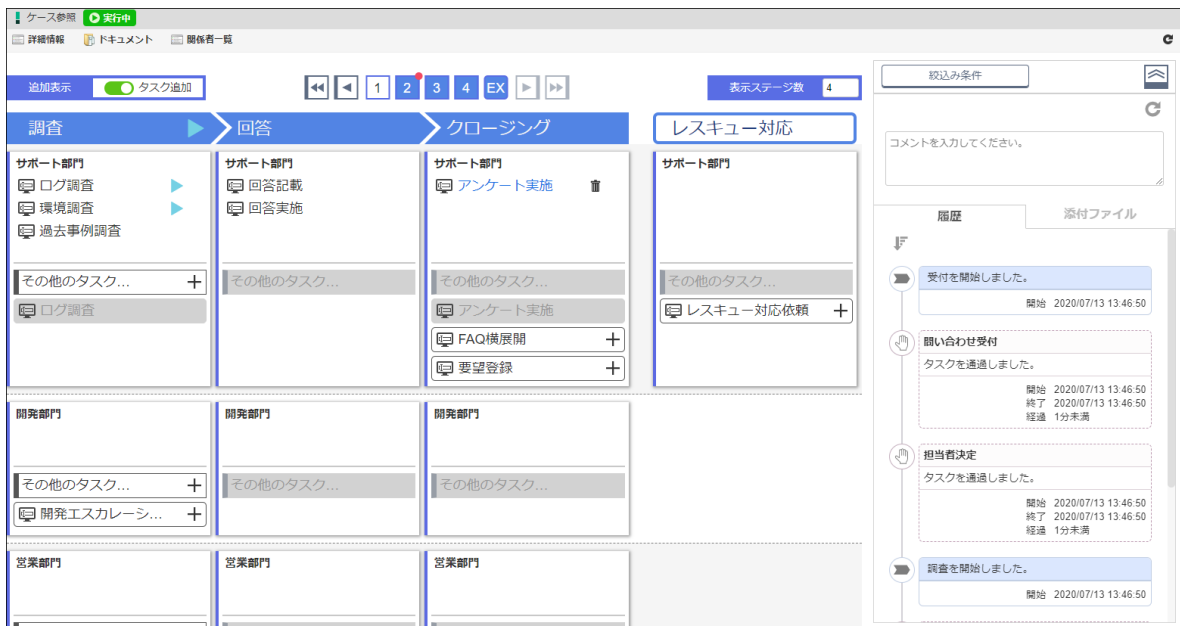 ケース参照 実行中
詳細情報 ドキュメント 関係者一覧
追加表示 タスク追加 1 2 3 4 EX 表示ステージ数 4
調査 回答 クロージング レスキュー対応
サポート部門 サポート部門 サポート部門 サポート部門
ログ調査 回答記載 アンケート実施
環境調査 回答実施
過去事例調査
その他のタスク... その他のタスク... その他のタスク... その他のタスク...
ログ調査 アンケート実施 レスキュー対応依頼
FAQ横展開
要望登録
開発部門 開発部門 開発部門
その他のタスク... その他のタスク... その他のタスク...
開発エスカレーシ...
営業部門 営業部門 営業部門
絞込み条件
コメントを入力してください。
履歴 添付ファイル
受付を開始しました。
開始 2020/07/13 13:46:50
問い合わせ受付
タスクを通過しました。
開始 2020/07/13 13:46:50
終了 2020/07/13 13:46:50
経過 1分未満
担当者決定
タスクを通過しました。
開始 2020/07/13 13:46:50
終了 2020/07/13 13:46:50
経過 1分未満
調査を開始しました。
開始 2020/07/13 13:46:50